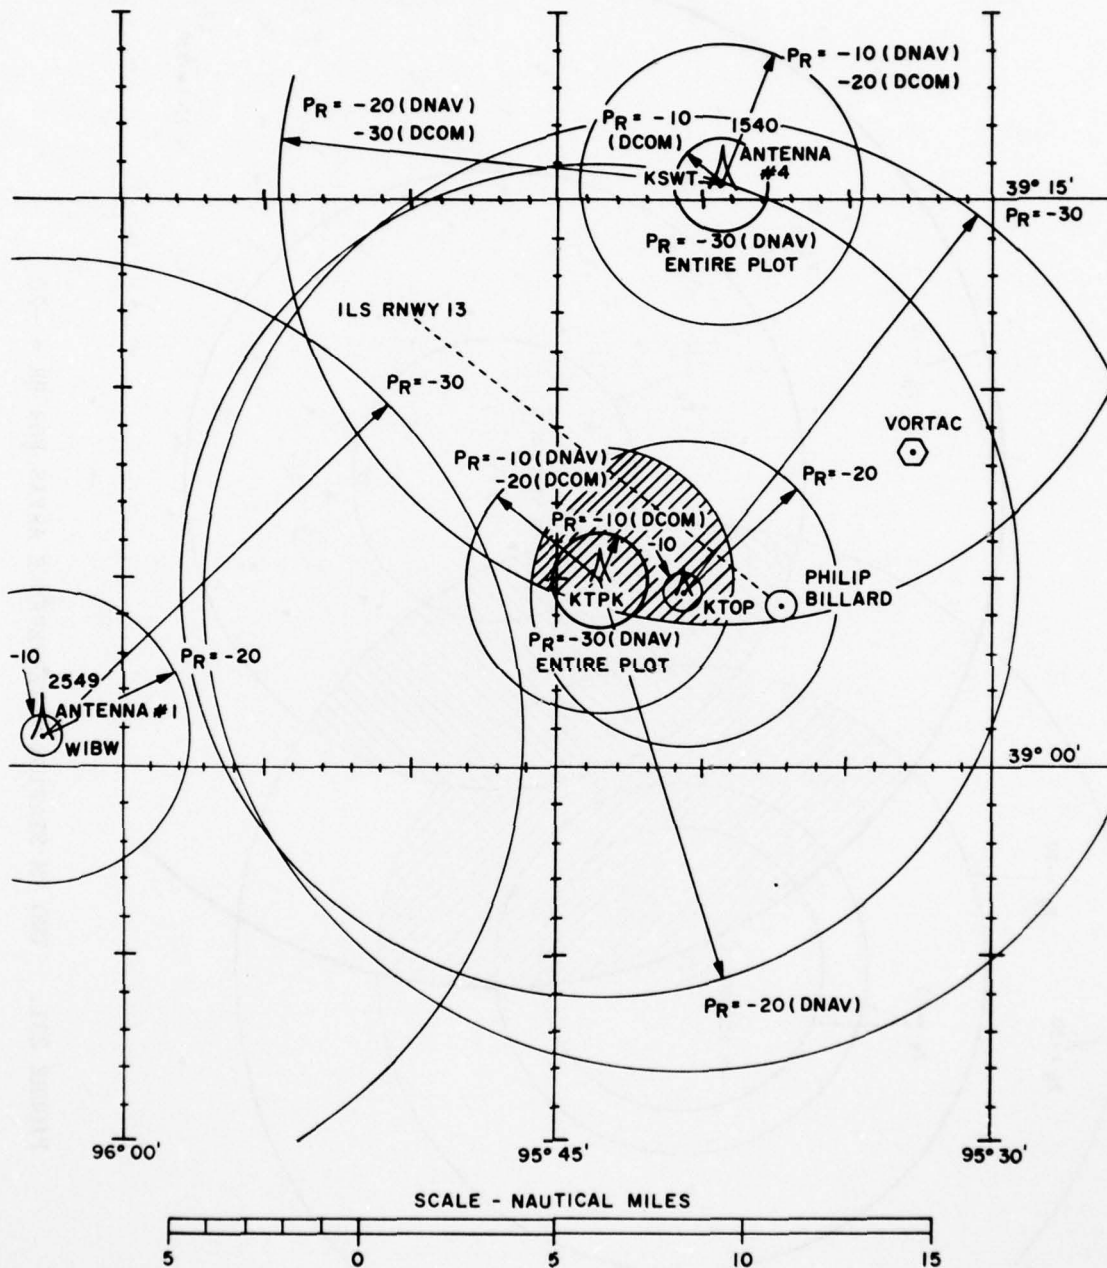 PR = -10 (DNAV)
-20 (DCOM)
PR = -20 (DNAV)
-30 (DCOM)
PR = -10
(DCOM)
1540
ANTENNA
#4
KSWT
39° 15'
PR = -30
PR = -30 (DNAV)
ENTIRE PLOT
ILS RNWY 13
PR = -30
VORTAC
PR = -10 (DNAV)
-20 (DCOM)
PR = -20
PR = -10 (DCOM)
-10
KTPK
KTOP
PHILIP
BILLARD
PR = -30 (DNAV)
ENTIRE PLOT
-10
PR = -20
2549
ANTENNA #1
WIBW
39° 00'
PR = -20 (DNAV)
96° 00'
95° 45'
95° 30'
SCALE - NAUTICAL MILES
5 0 5 10 15